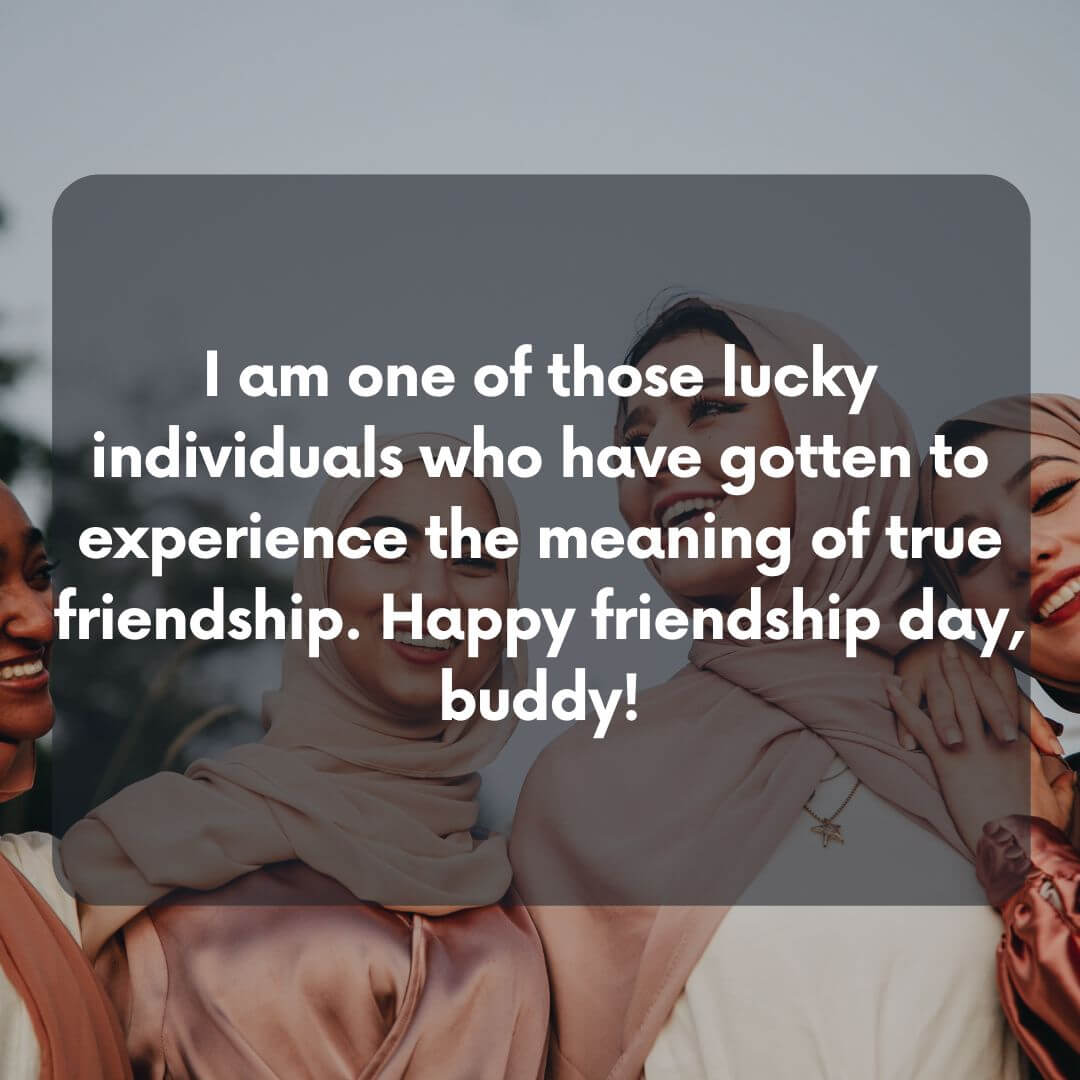 I am one of those lucky
individuals who have gotten to
experience the meaning of true
friendship. Happy friendship day,
buddy!